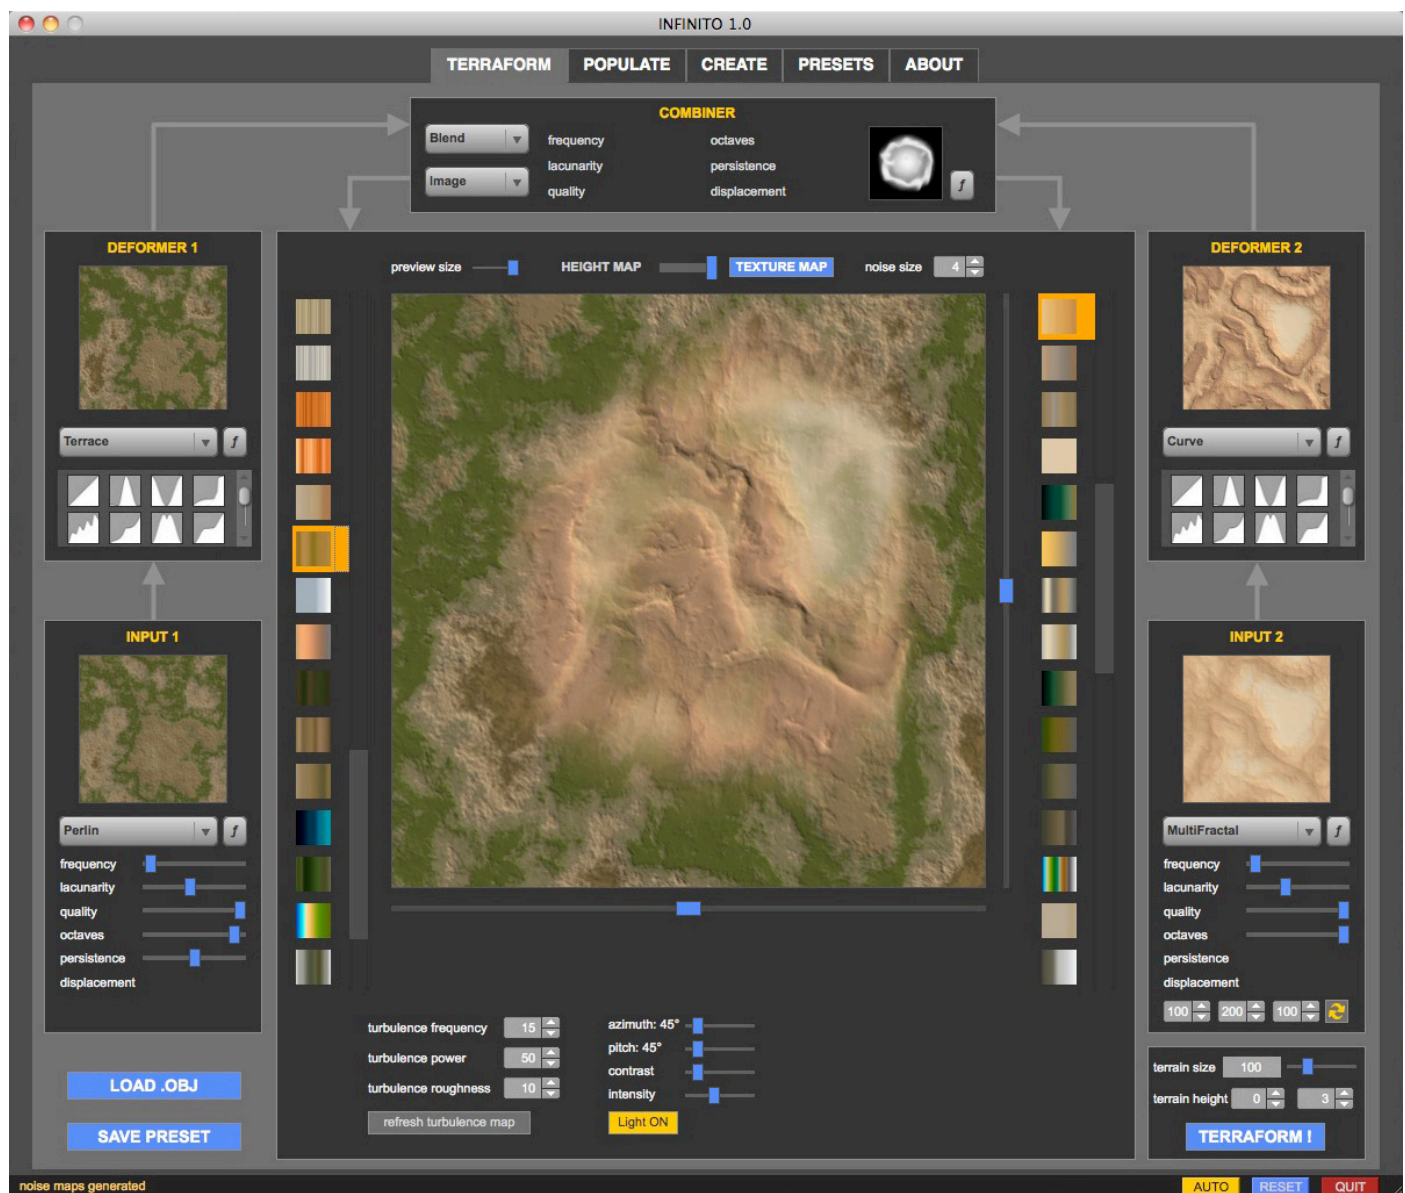 INFINITO 1.0
TERRAFORM POPULATE CREATE PRESETS ABOUT
COMBINER
Blend frequency octaves
lacunarity persistence
Image quality displacement
f
DEFORMER 1
Terrace f
INPUT 1
Perlin f
frequency
lacunarity
quality
octaves
persistence
displacement
LOAD .OBJ
SAVE PRESET
preview size HEIGHT MAP TEXTURE MAP noise size 4
turbulence frequency 15
turbulence power 50
turbulence roughness 10
refresh turbulence map
azimuth: 45°
pitch: 45°
contrast
intensity
Light ON
DEFORMER 2
Curve f
INPUT 2
MultiFractal f
frequency
lacunarity
quality
octaves
persistence
displacement
100 200 100
terrain size 100
terrain height 0 3
TERRAFORM !
noise maps generated AUTO RESET QUIT